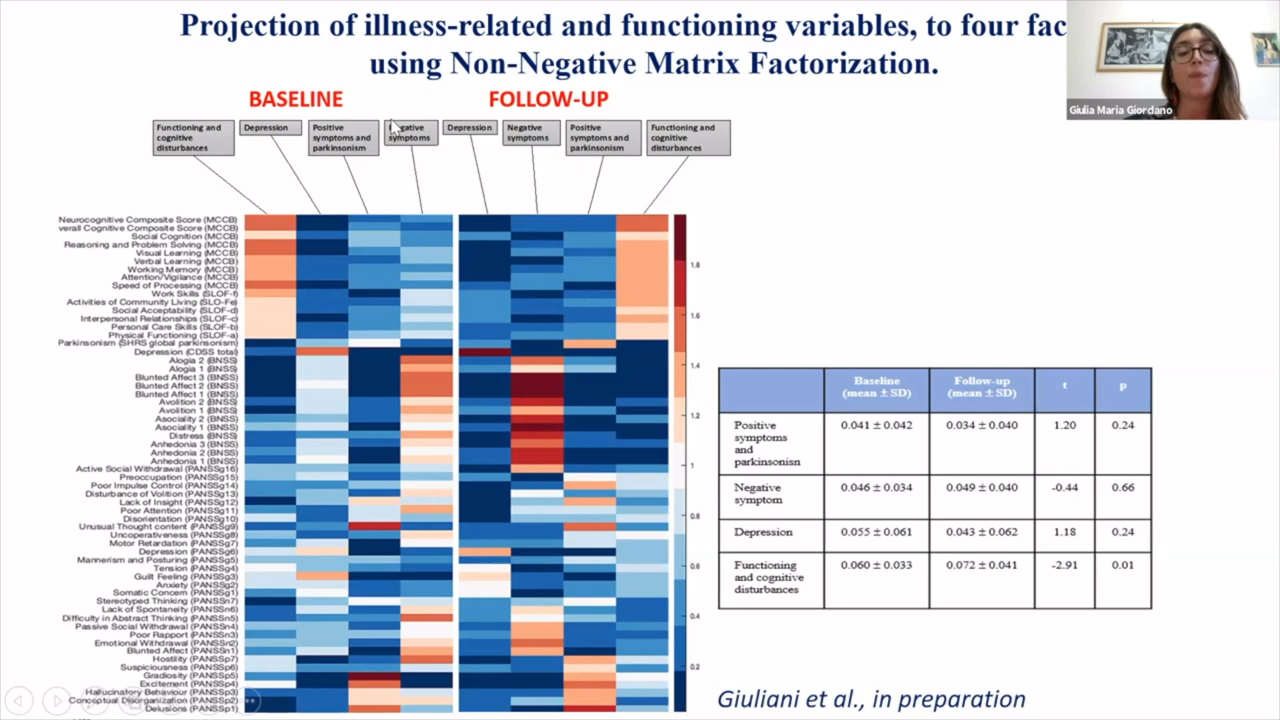 Projection of illness-related and functioning variables, to four fac
using Non-Negative Matrix Factorization.
Giulia Maria Giordano
BASELINE
FOLLOW-UP
Functioning and
cognitive
disturbances
Depression
Positive
symptoms and
parkinsonism
symptoms
Depression
Negative
symptoms
Positive
symptoms and
parkinsonism
Functioning and
cognitive
disturbances
Neurocognitive Composite Score (MCCB)
verall Cognitive Composite Score (MCCB)
Social Cognition (MCCB)
Reasoning and Problem Solving (MCCB)
Visual Learning (MCCB)
Verbal Learning (MCCB)
Working Memory (MCCB)
Attention/Vigilance (MCCB)
Speed of Processing (MCCB)
Work Skills (SLOF-f)
Activities of Community Living (SLO-Fe)
Social Acceptability (SLOF-d)
Interpersonal Relationships (SLOF-c)
Personal Care Skills (SLOF-b)
Physical Functioning (SLOF-a)
Parkinsonism (SHRS global parkinsonism)
Depression (CDSS total)
Alogia 2 (BNSS)
Alogia 1 (BNSS)
Blunted Affect 3 (BNSS)
Blunted Affect 2 (BNSS)
Blunted Affect 1 (BNSS)
Avolition 2 (BNSS)
Avolition 1 (BNSS)
Asociality 2 (BNSS)
Asociality 1 (BNSS)
Distress (BNSS)
Anhedonia 3 (BNSS)
Anhedonia 2 (BNSS)
Anhedonia 1 (BNSS)
Active Social Withdrawal (PANSSg16)
Preoccupation (PANSSg15)
Poor Impulse Control (PANSSg14)
Disturbance of Volition (PANSSg13)
Lack of Insight (PANSSg12)
Poor Attention (PANSSg11)
Disorientation (PANSSg10)
Unusual Thought content (PANSSg9)
Uncoperativeness (PANSSg8)
Motor Retardation (PANSSg7)
Depression (PANSSg6)
Mannerism and Posturing (PANSSg5)
Tension (PANSSg4)
Guilt Feeling (PANSSg3)
Anxiety (PANSSg2)
Somatic Concern (PANSSg1)
Stereotyped Thinking (PANSSn7)
Lack of Spontaneity (PANSSn6)
Difficulty in Abstract Thinking (PANSSn5)
Passive Social Withdrawal (PANSSn4)
Poor Rapport (PANSSn3)
Emotional Withdrawal (PANSSn2)
Blunted Affect (PANSSn1)
Hostility (PANSSp7)
Suspiciousness (PANSSp6)
Gradiosity (PANSSp5)
Excitement (PANSSp4)
Hallucinatory Behaviour (PANSSp3)
Conceptual Disorganization (PANSSp2)
Delusions (PANSSp1)
1.8
1.6
1.4
1.2
1
0.8
0.6
0.4
0.2
Baseline
(mean ± SD)
Follow-up
(mean ± SD)
t
p
Positive
symptoms
and
parkinsonisn
0.041 ± 0.042
0.034 ± 0.040
1.20
0.24
Negative
symptom
0.046 ± 0.034
0.049 ± 0.040
-0.44
0.66
Depression
0.055 ± 0.061
0.043 ± 0.062
1.18
0.24
Functioning
and cognitive
disturbances
0.060 ± 0.033
0.072 ± 0.041
-2.91
0.01
Giuliani et al., in preparation